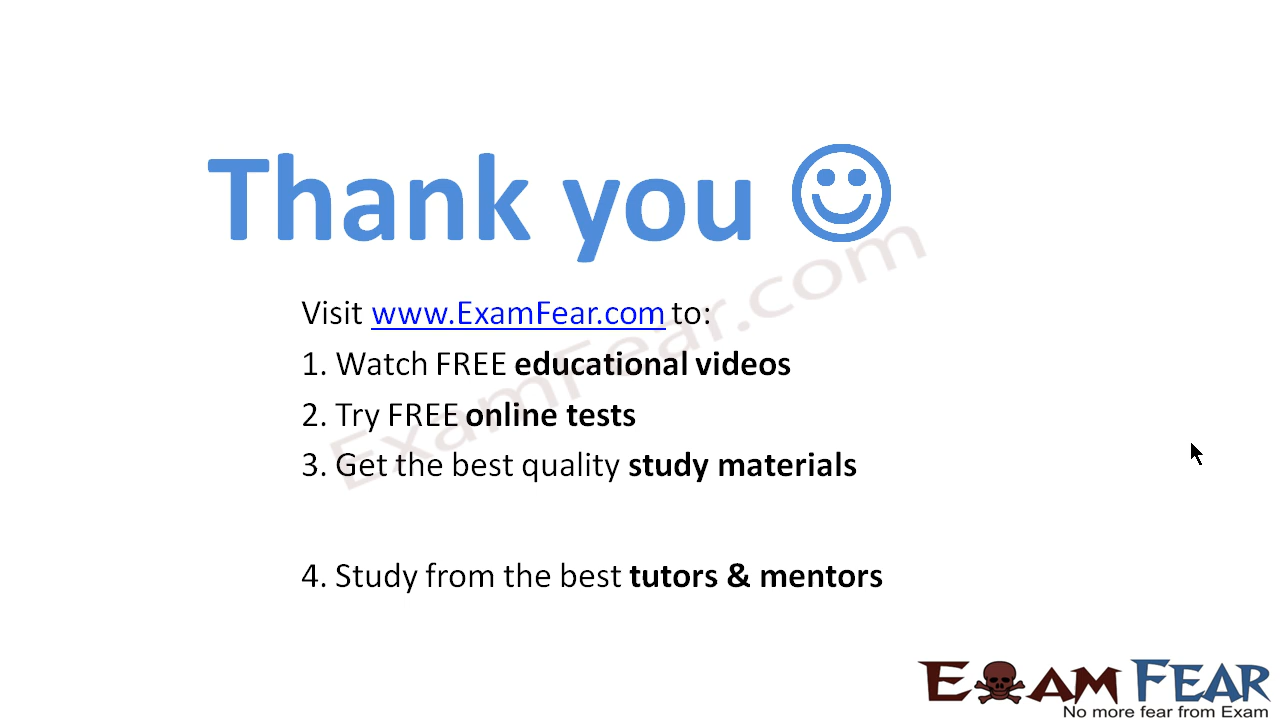 Thank you
Visit www.ExamFear.com to:
1. Watch FREE educational videos
2. Try FREE online tests
3. Get the best quality study materials
4. Study from the best tutors & mentors
ExamFear.com
EXAM FEAR
No more fear from Exam